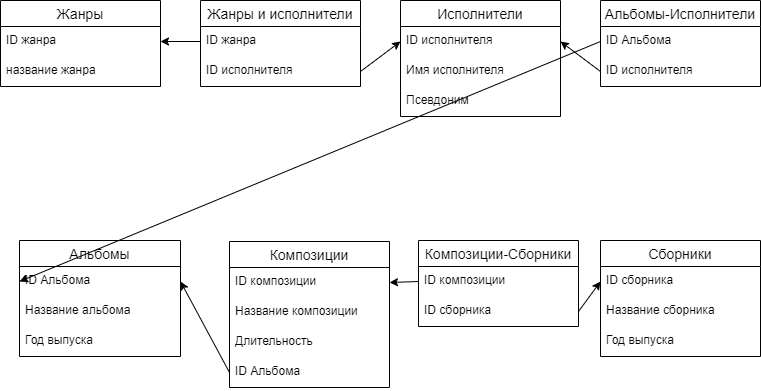 Жанры
ID жанра
название жанра
Жанры и исполнители
ID жанра
ID исполнителя
Исполнители
ID исполнителя
Имя исполнителя
Псевдоним
Альбомы-Исполнители
ID Альбома
ID исполнителя
Альбомы
ID Альбома
Название альбома
Год выпуска
Композиции
ID композиции
Название композиции
Длительность
ID Альбома
Композиции-Сборники
ID композиции
ID сборника
Сборники
ID сборника
Название сборника
Год выпуска